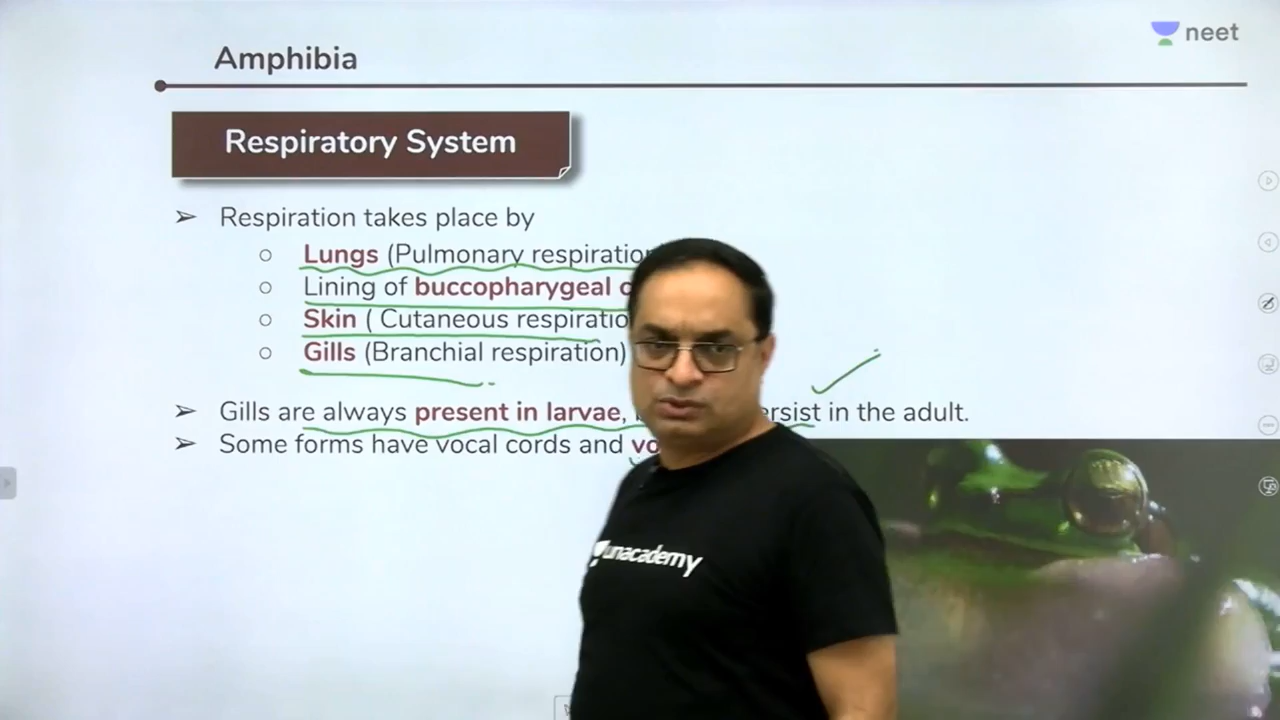 neet
Amphibia
Respiratory System
➢ Respiration takes place by
○ Lungs (Pulmonary respiration
○ Lining of buccopharygeal
○ Skin ( Cutaneous respiratio
○ Gills (Branchial respiration)
➢ Gills are always present in larvae, in the adult.
➢ Some forms have vocal cords and
unacademy